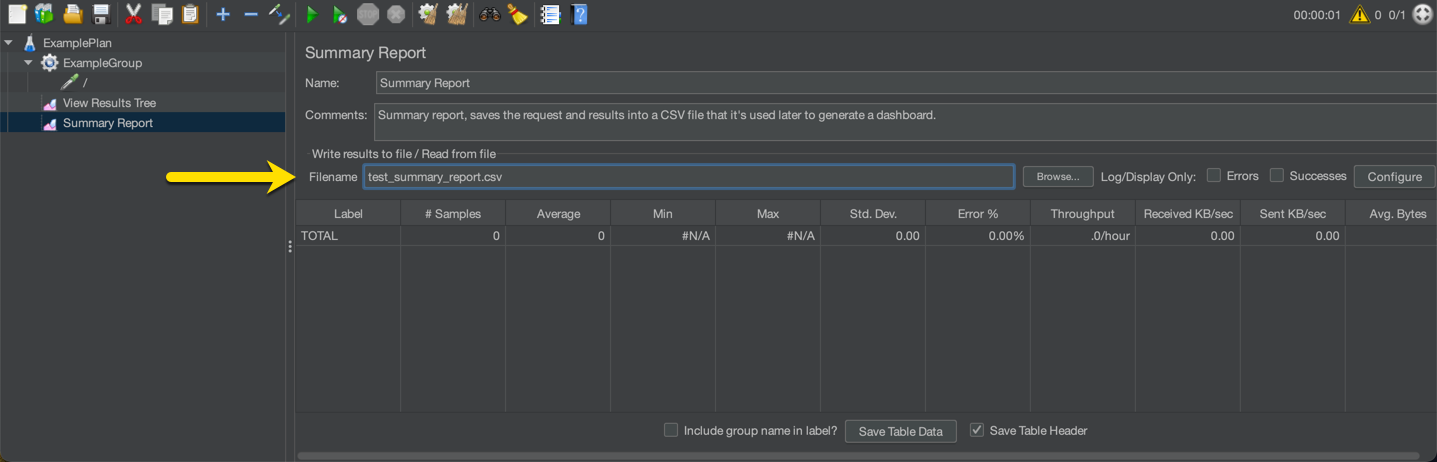 00:00:01 0 0/1
ExamplePlan
ExampleGroup
/
View Results Tree
Summary Report
Summary Report
Name: Summary Report
Comments: Summary report, saves the request and results into a CSV file that it's used later to generate a dashboard.
Write results to file / Read from file
Filename test_summary_report.csv Browse... Log/Display Only: Errors Successes Configure
Label # Samples Average Min Max Std. Dev. Error % Throughput Received KB/sec Sent KB/sec Avg. Bytes
TOTAL 0 0 #N/A #N/A 0.00 0.00% .0/hour 0.00 0.00
Include group name in label? Save Table Data Save Table Header